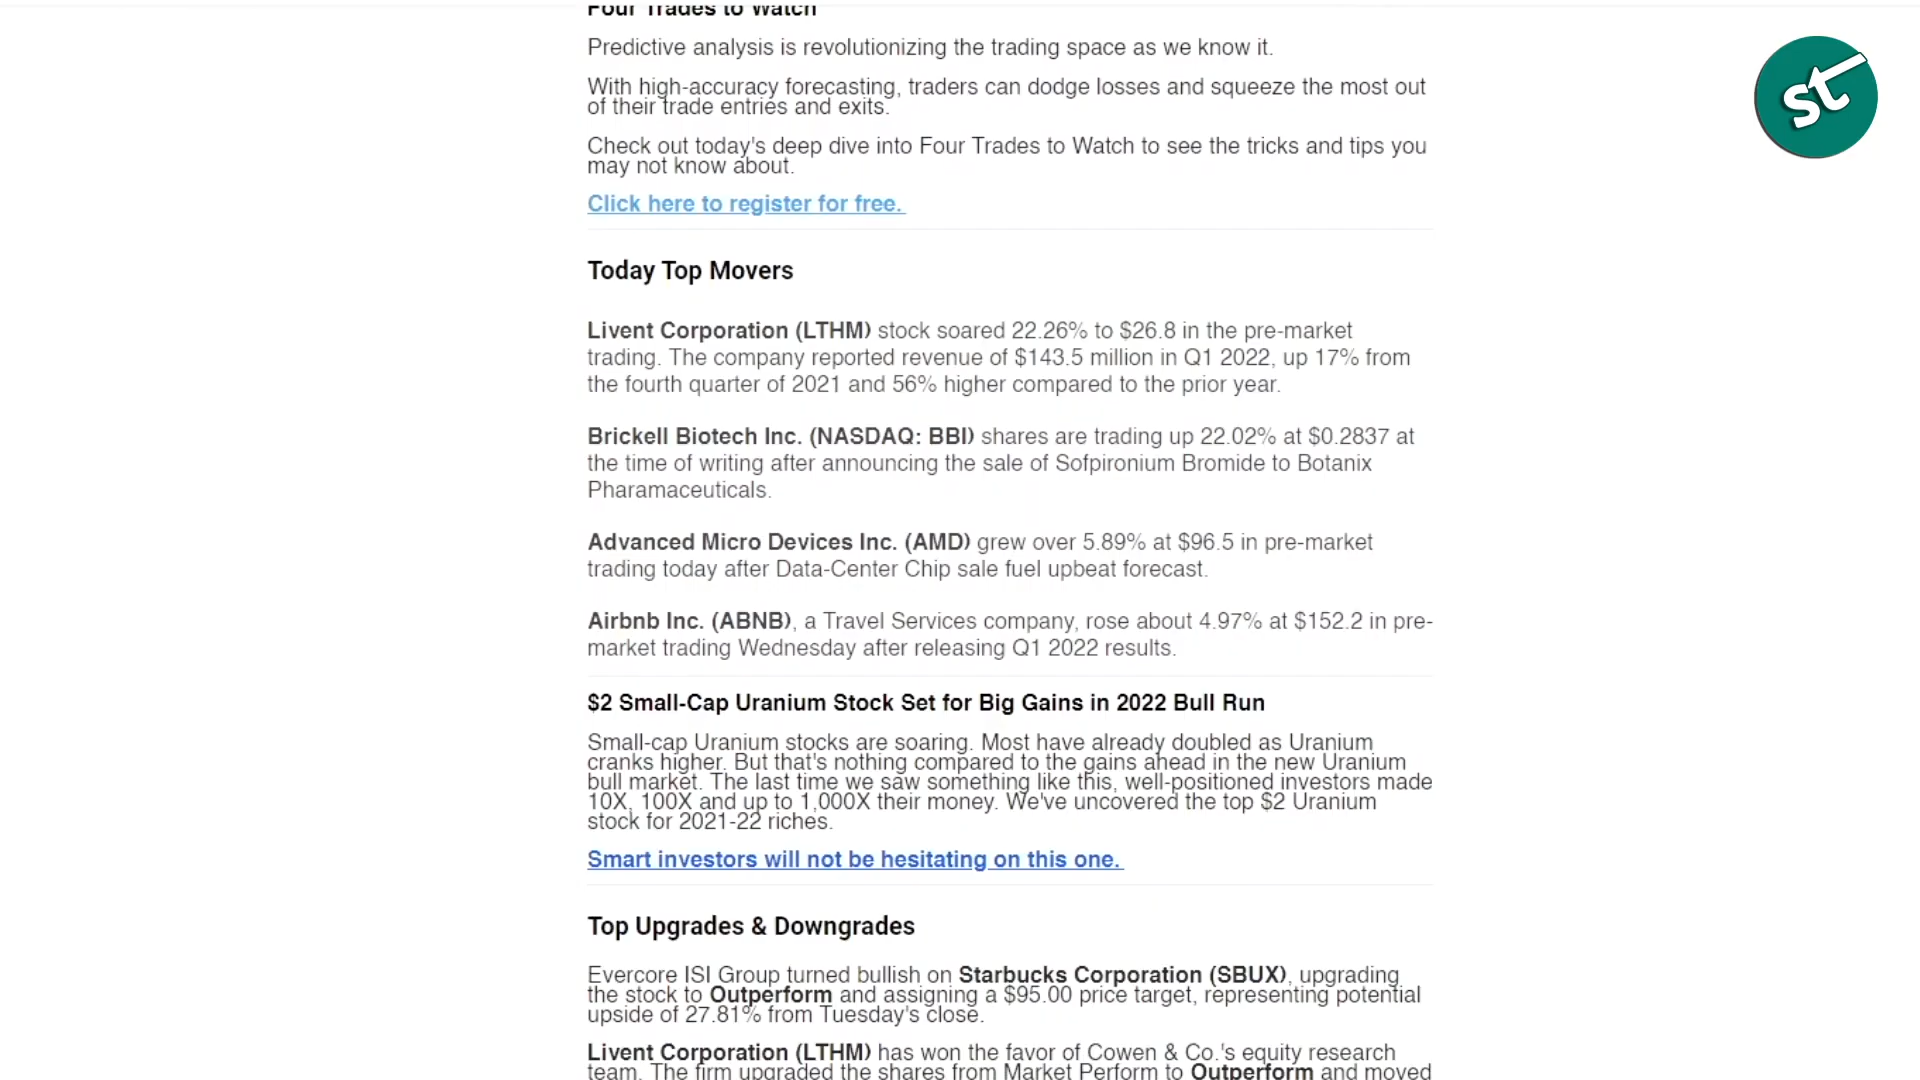 Four Trades to Watch
Predictive analysis is revolutionizing the trading space as we know it.
With high-accuracy forecasting, traders can dodge losses and squeeze the most out
of their trade entries and exits.
Check out today's deep dive into Four Trades to Watch to see the tricks and tips you
may not know about.
Click here to register for free.
Today Top Movers
Livent Corporation (LTHM) stock soared 22.26% to $26.8 in the pre-market
trading. The company reported revenue of $143.5 million in Q1 2022, up 17% from
the fourth quarter of 2021 and 56% higher compared to the prior year.
Brickell Biotech Inc. (NASDAQ: BBI) shares are trading up 22.02% at $0.2837 at
the time of writing after announcing the sale of Sofpironium Bromide to Botanix
Pharamaceuticals.
Advanced Micro Devices Inc. (AMD) grew over 5.89% at $96.5 in pre-market
trading today after Data-Center Chip sale fuel upbeat forecast.
Airbnb Inc. (ABNB), a Travel Services company, rose about 4.97% at $152.2 in pre-
market trading Wednesday after releasing Q1 2022 results.
$2 Small-Cap Uranium Stock Set for Big Gains in 2022 Bull Run
Small-cap Uranium stocks are soaring. Most have already doubled as Uranium
cranks higher. But that's nothing compared to the gains ahead in the new Uranium
bull market. The last time we saw something like this, well-positioned investors made
10X, 100X and up to 1,000X their money. We've uncovered the top $2 Uranium
stock for 2021-22 riches.
Smart investors will not be hesitating on this one.
Top Upgrades & Downgrades
Evercore ISI Group turned bullish on Starbucks Corporation (SBUX), upgrading
the stock to Outperform and assigning a $95.00 price target, representing potential
upside of 27.81% from Tuesday's close.
Livent Corporation (LTHM) has won the favor of Cowen & Co.'s equity research
team. The firm upgraded the shares from Market Perform to Outperform and moved
st